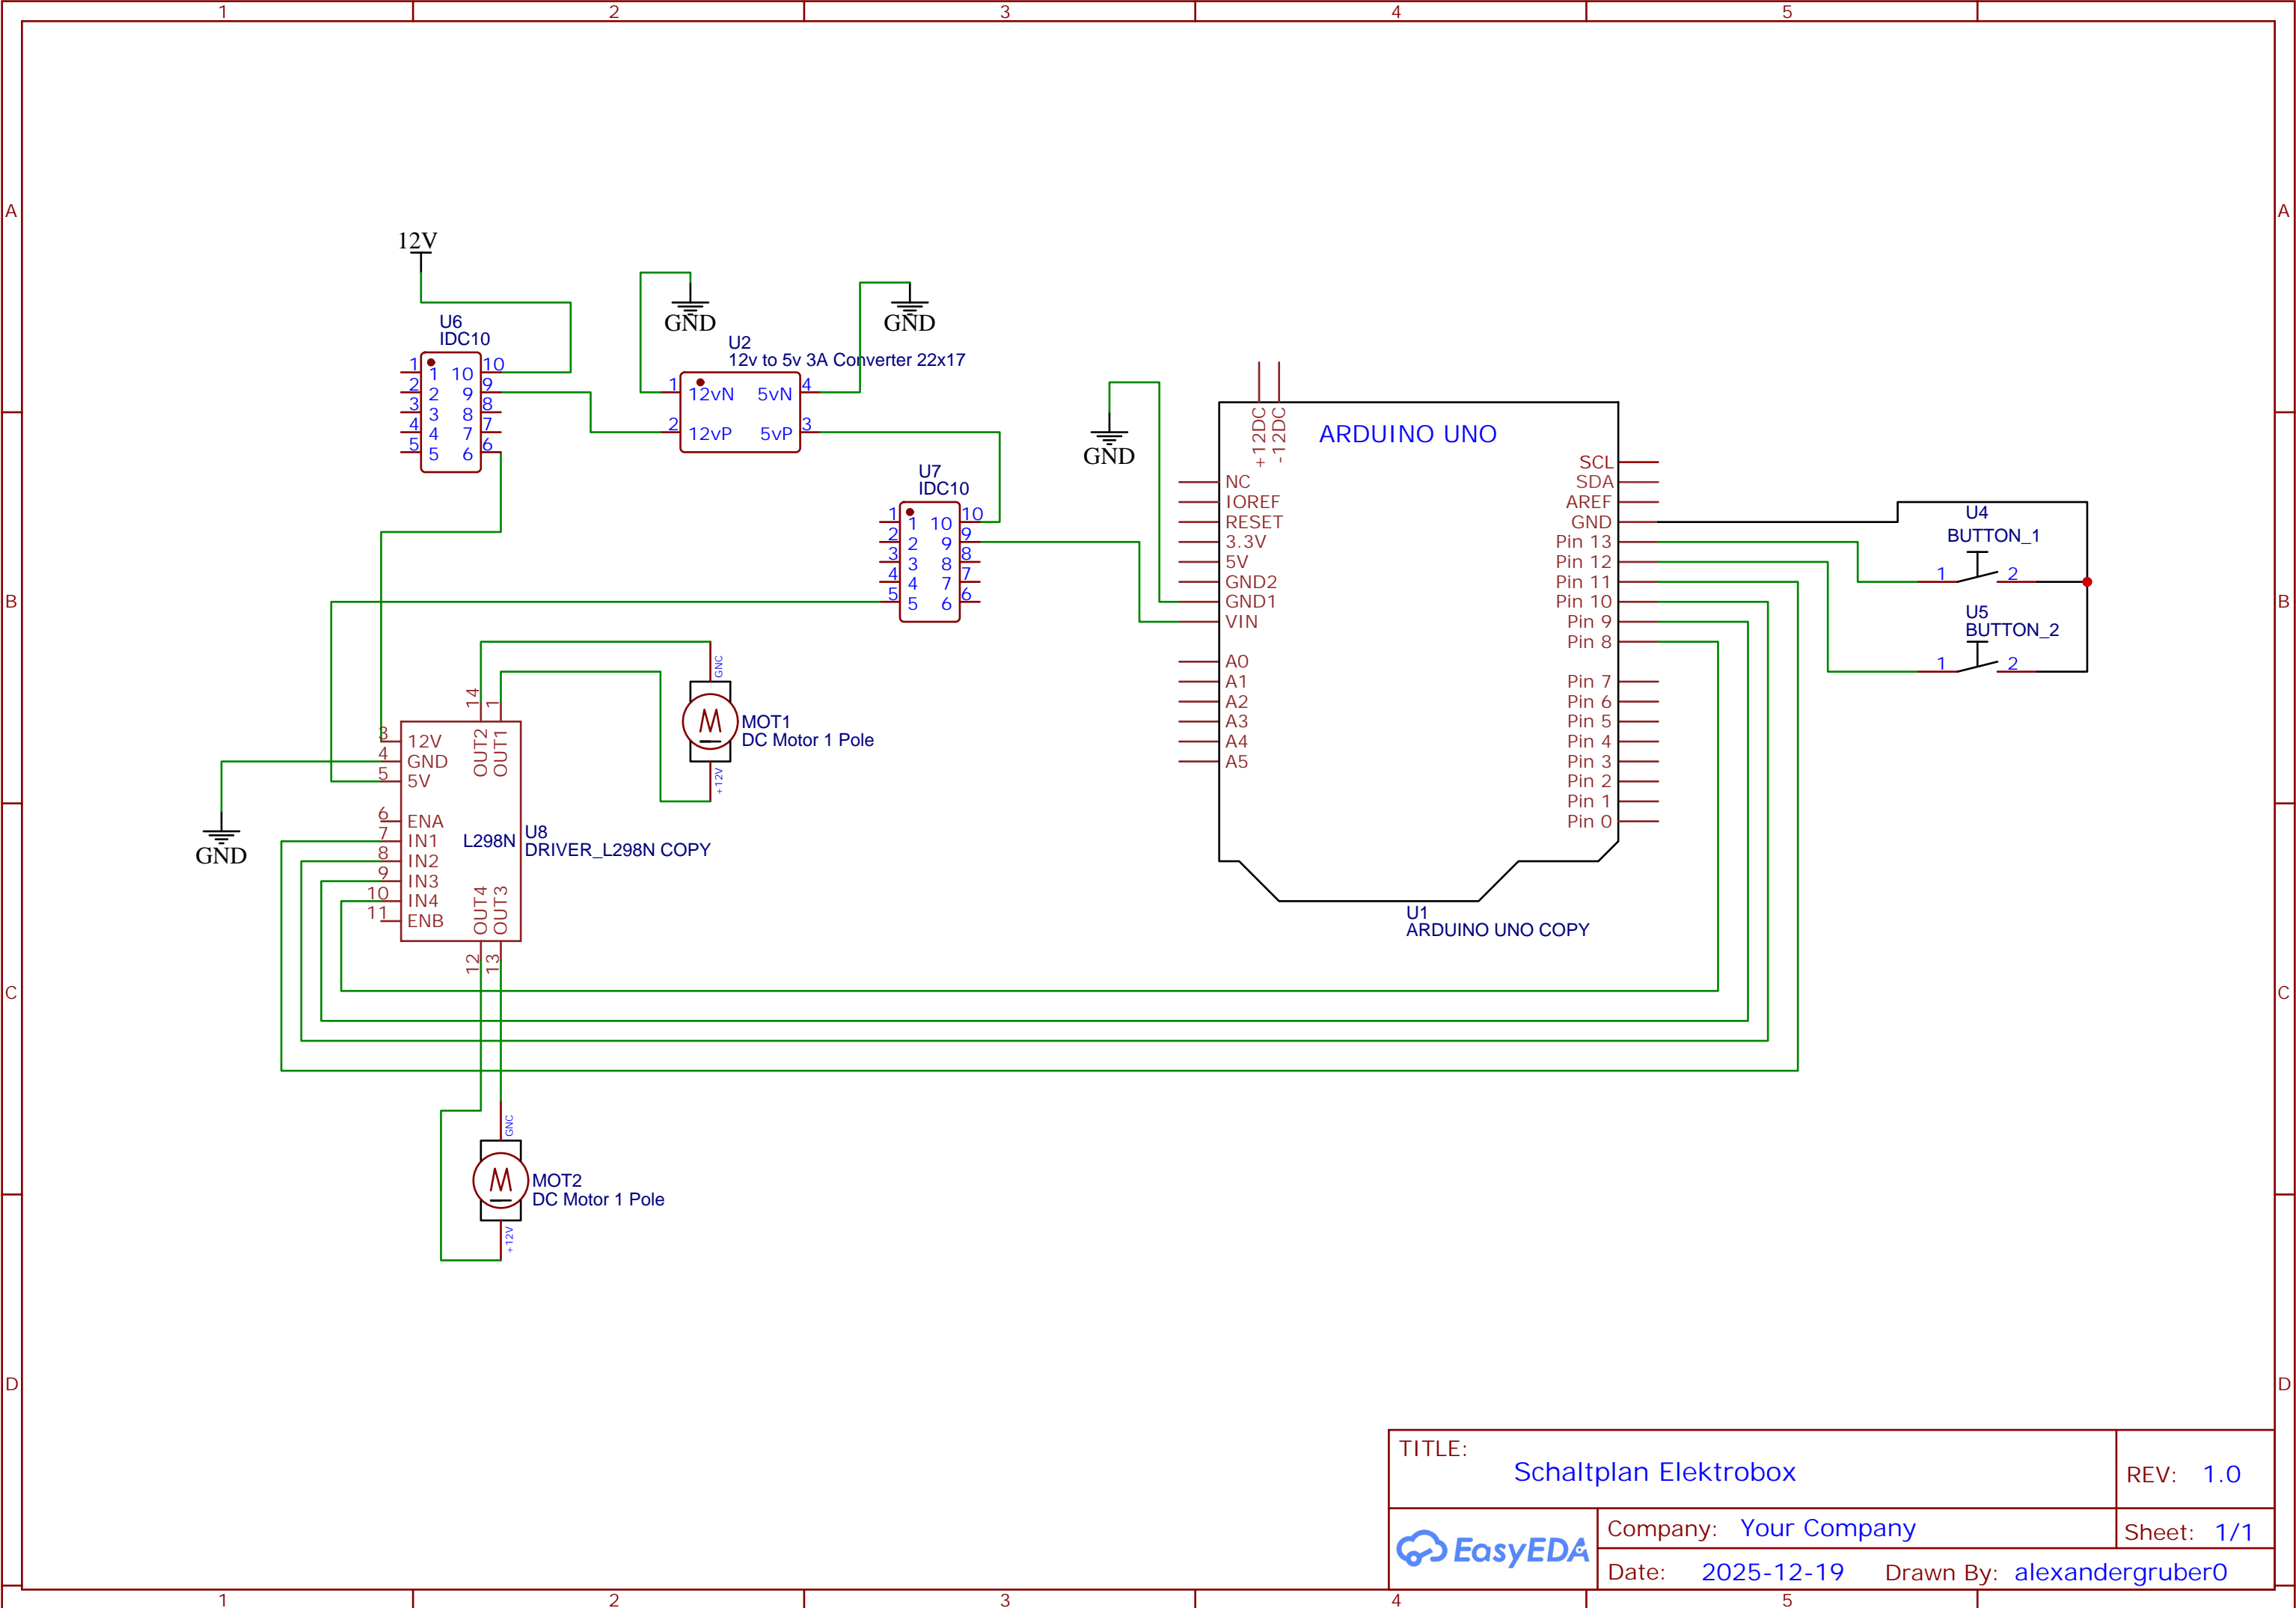 1 2 3 4 5
A A
12V
U6
IDC10
1 1 10 10
2 2 9 9
3 3 8 8
4 4 7 7
5 5 6 6
GND
GND
U2
12v to 5v 3A Converter 22x17
1 12vN 5vN 4
2 12vP 5vP 3
U7
IDC10
1 1 10 10
2 2 9 9
3 3 8 8
4 4 7 7
5 5 6 6
GND
ARDUINO UNO
+12DC
-12DC
NC
IOREF
RESET
3.3V
5V
GND2
GND1
VIN
A0
A1
A2
A3
A4
A5
SCL
SDA
AREF
GND
Pin 13
Pin 12
Pin 11
Pin 10
Pin 9
Pin 8
Pin 7
Pin 6
Pin 5
Pin 4
Pin 3
Pin 2
Pin 1
Pin 0
U1
ARDUINO UNO COPY
U4
BUTTON_1
1 2
U5
BUTTON_2
1 2
B B
GNC
MOT1
DC Motor 1 Pole
+12V
14 1
OUT2
OUT1
3 12V
4 GND
5 5V
6 ENA
7 IN1
8 IN2
9 IN3
10 IN4
11 ENB
L298N
U8
DRIVER_L298N COPY
OUT4
OUT3
12 13
GND
C C
GNC
MOT2
DC Motor 1 Pole
+12V
D D
TITLE:
Schaltplan Elektrobox
REV: 1.0
EasyEDA
Company: Your Company
Sheet: 1/1
Date: 2025-12-19 Drawn By: alexandergruber0
1 2 3 4 5